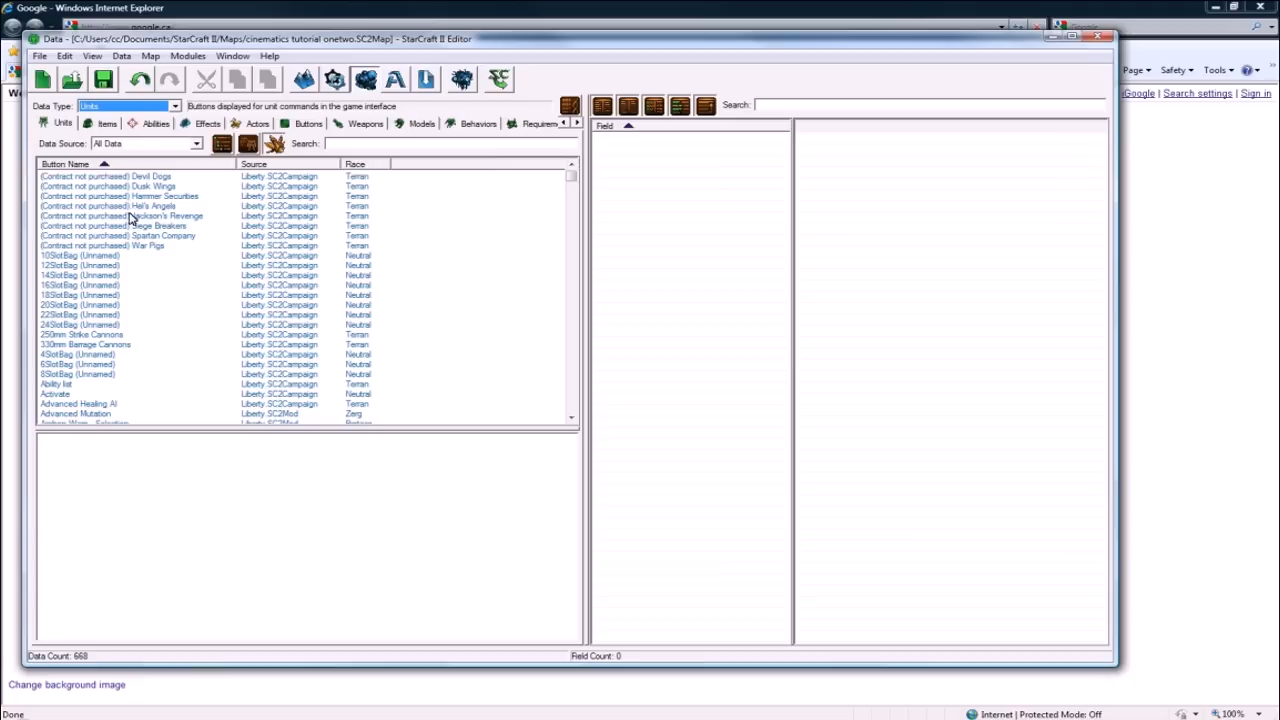 Google - Windows Internet Explorer
Data - [C:/Users/cc/Documents/StarCraft II/Maps/cinematics tutorial onetwo.SC2Map] - StarCraft II Editor
File Edit View Data Map Modules Window Help
Page Safety Tools
Data Type: Units Buttons displayed for unit commands in the game interface Search:
iGoogle | Search settings | Sign in
Units Items Abilities Effects Actors Buttons Weapons Models Behaviors Requirem
Field
Data Source: All Data Search:
Button Name Source Race
(Contract not purchased) Devil Dogs Liberty.SC2Campaign Terran
(Contract not purchased) Dusk Wings Liberty.SC2Campaign Terran
(Contract not purchased) Hammer Securities Liberty.SC2Campaign Terran
(Contract not purchased) Hel's Angels Liberty.SC2Campaign Terran
(Contract not purchased) Jackson's Revenge Liberty.SC2Campaign Terran
(Contract not purchased) Siege Breakers Liberty.SC2Campaign Terran
(Contract not purchased) Spartan Company Liberty.SC2Campaign Terran
(Contract not purchased) War Pigs Liberty.SC2Campaign Terran
10SlotBag (Unnamed) Liberty.SC2Campaign Neutral
12SlotBag (Unnamed) Liberty.SC2Campaign Neutral
14SlotBag (Unnamed) Liberty.SC2Campaign Neutral
16SlotBag (Unnamed) Liberty.SC2Campaign Neutral
18SlotBag (Unnamed) Liberty.SC2Campaign Neutral
20SlotBag (Unnamed) Liberty.SC2Campaign Neutral
22SlotBag (Unnamed) Liberty.SC2Campaign Neutral
24SlotBag (Unnamed) Liberty.SC2Campaign Neutral
250mm Strike Cannons Liberty.SC2Campaign Terran
330mm Barrage Cannons Liberty.SC2Campaign Terran
4SlotBag (Unnamed) Liberty.SC2Campaign Neutral
6SlotBag (Unnamed) Liberty.SC2Campaign Neutral
8SlotBag (Unnamed) Liberty.SC2Campaign Neutral
Ability list Liberty.SC2Campaign Terran
Activate Liberty.SC2Campaign Neutral
Advanced Healing AI Liberty.SC2Campaign Terran
Advanced Mutation Liberty.SC2Mod Zerg
Data Count: 668 Field Count: 0
Change background image
Done Internet | Protected Mode: Off 100%